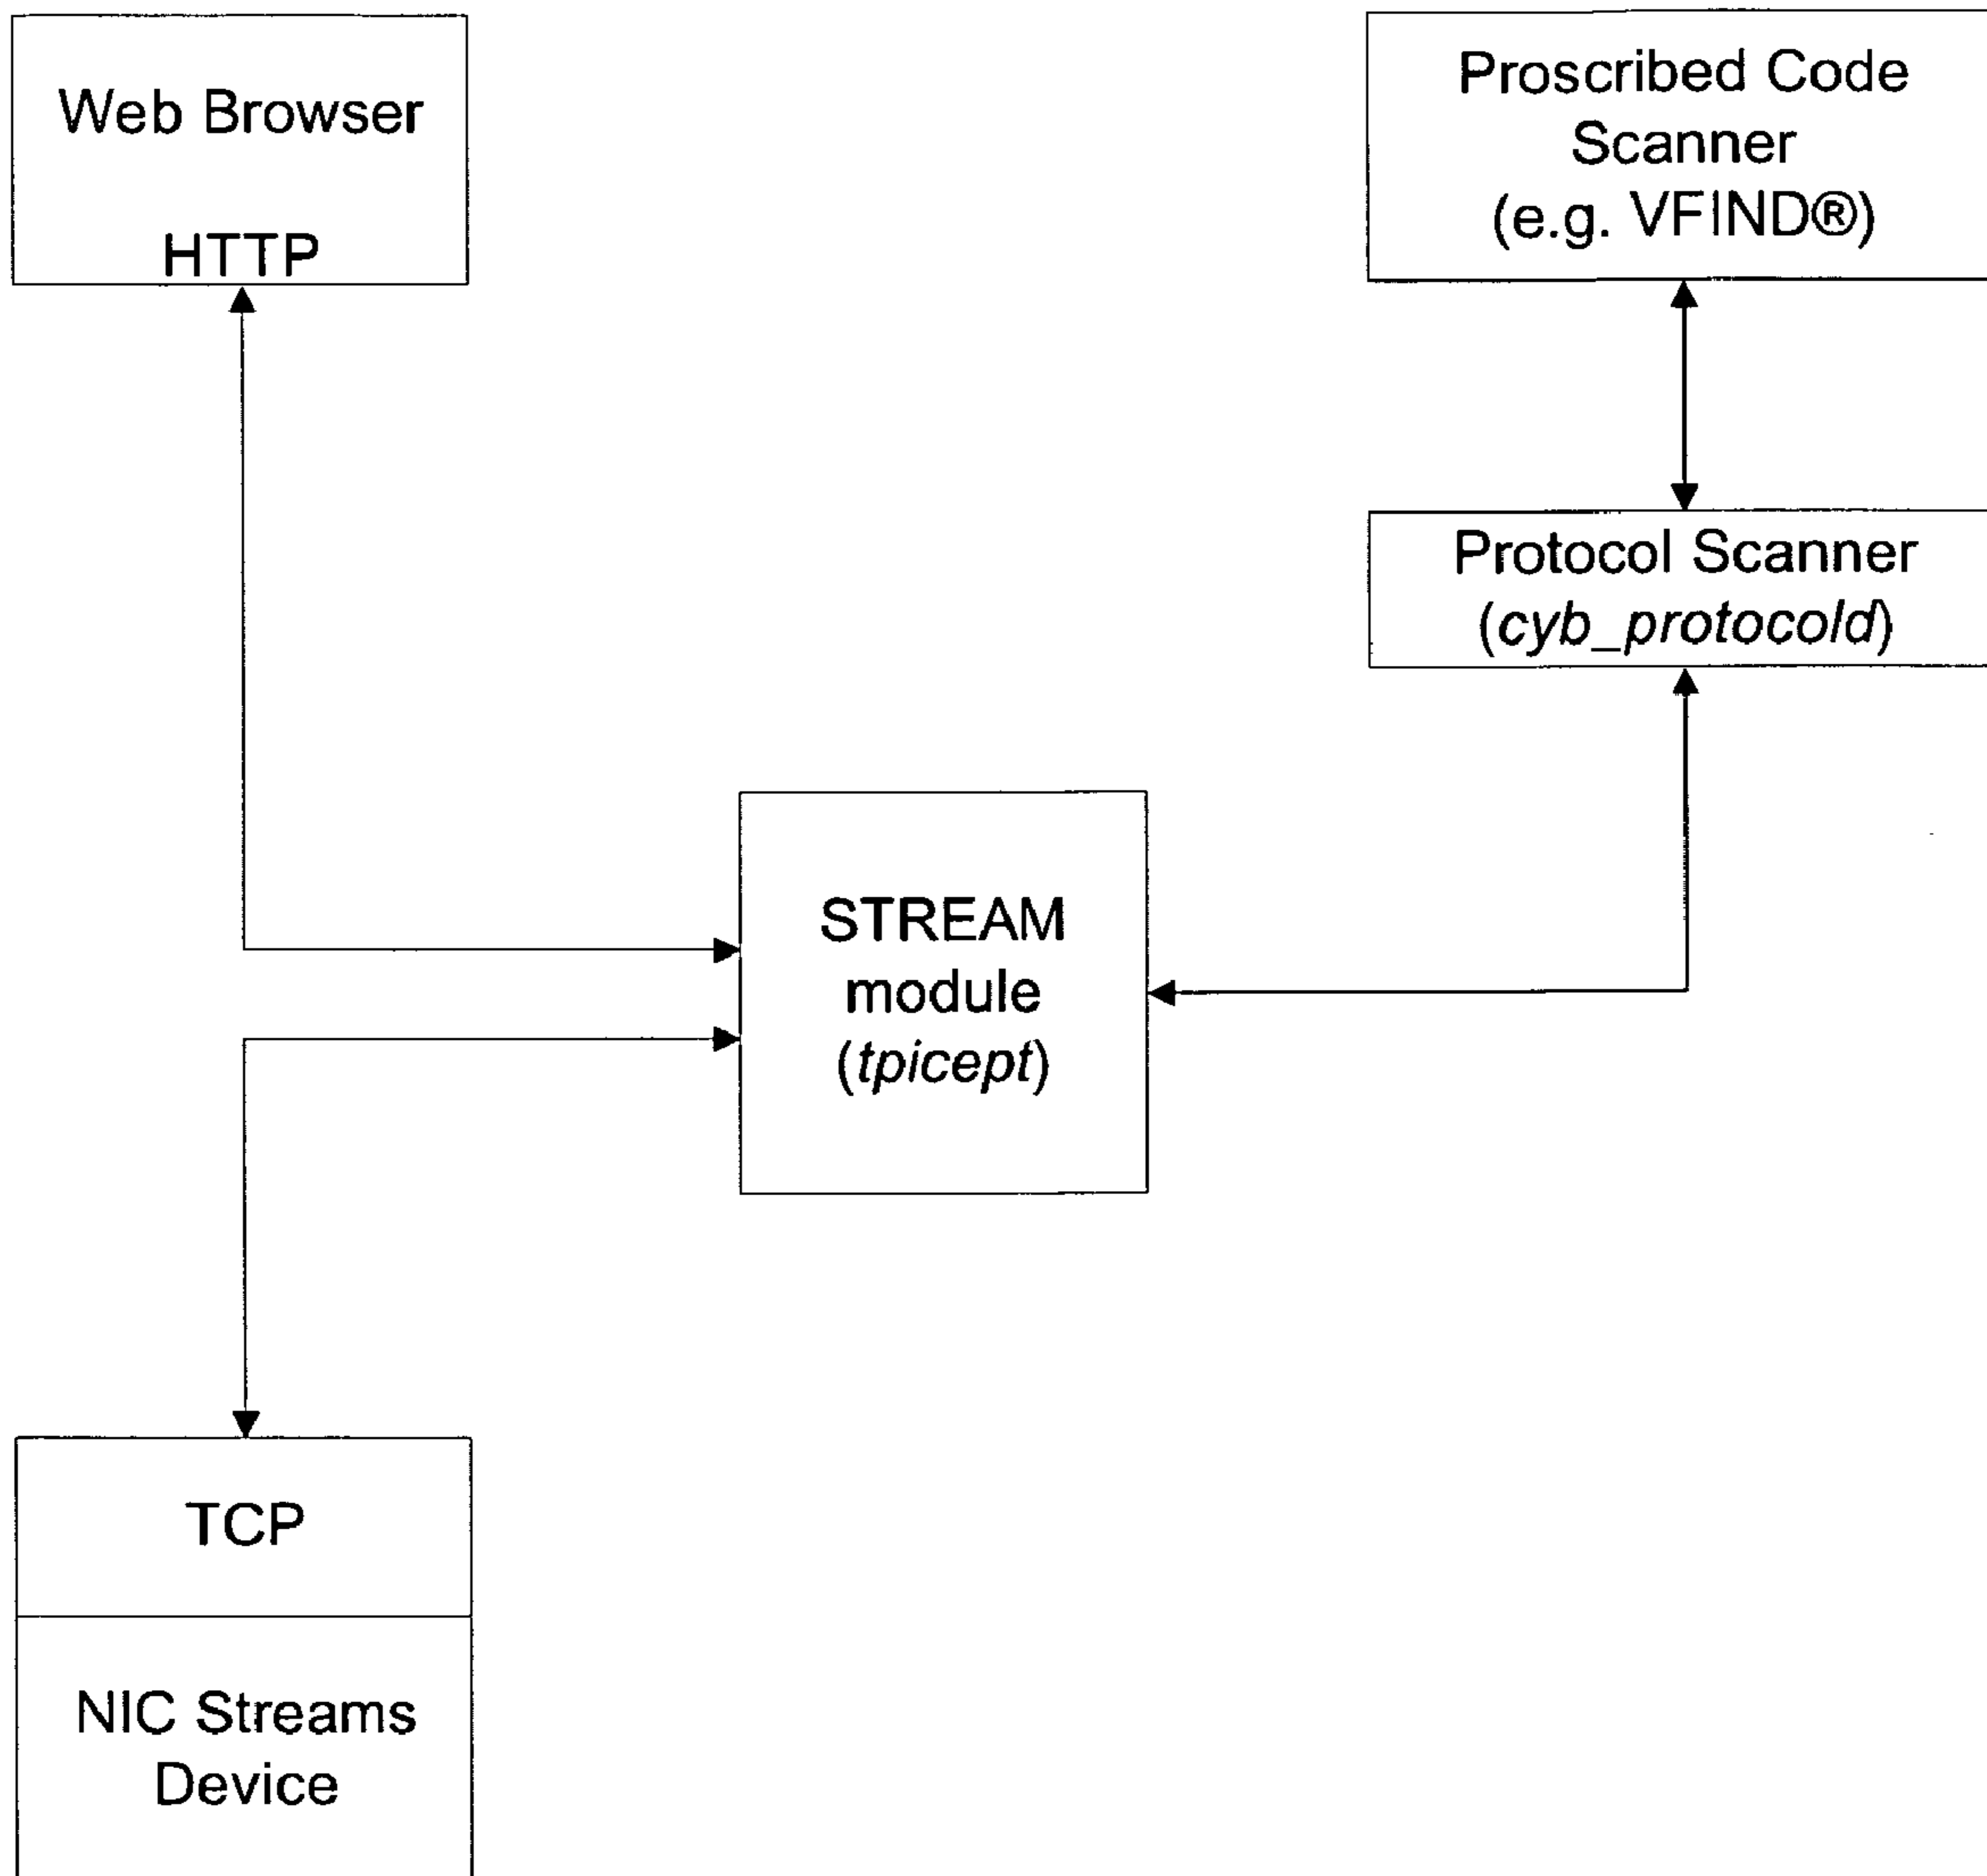 Web Browser
HTTP
Proscribed Code
Scanner
(e.g. VFIND®)
Protocol Scanner
(cyb_protocold)
STREAM
module
(tpicept)
TCP
NIC Streams
Device